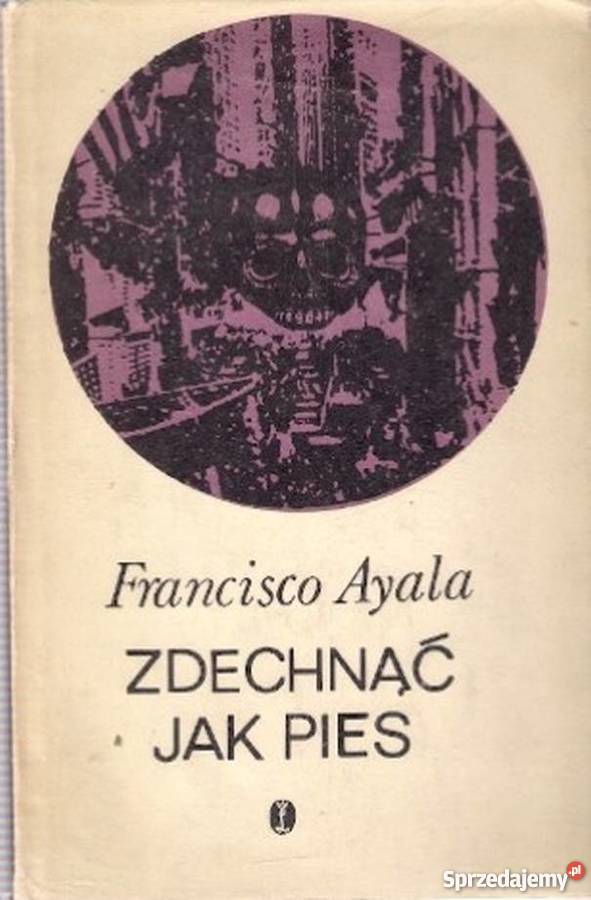 Francisco Ayala
ZDECHNĄĆ
JAK PIES
Sprzedajemy.pl